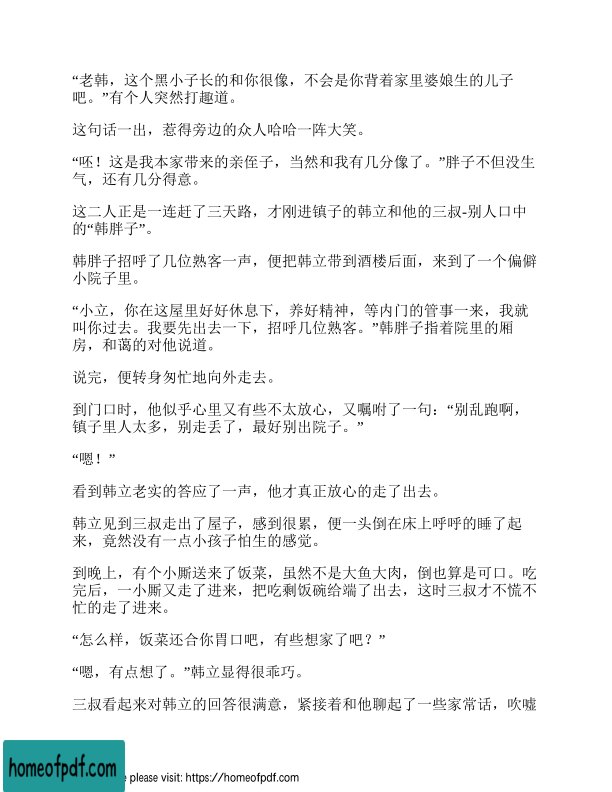 “老韩，这个黑小子长的和你很像，不会是你背着家里婆娘生的儿子
吧。”有个人突然打趣道。
这句话一出，惹得旁边的众人哈哈一阵大笑。
“呸！这是我本家带来的亲侄子，当然和我有几分像了。”胖子不但没生
气，还有几分得意。
这二人正是一连赶了三天路，才刚进镇子的韩立和他的三叔-别人口中
的“韩胖子”。
韩胖子招呼了几位熟客一声，便把韩立带到酒楼后面，来到了一个偏僻
小院子里。
“小立，你在这屋里好好休息下，养好精神，等内门的管事一来，我就
叫你过去。我要先出去一下，招呼几位熟客。”韩胖子指着院里的厢
房，和蔼的对他说道。
说完，便转身匆忙地向外走去。
到门口时，他似乎心里又有些不太放心，又嘱咐了一句：“别乱跑啊，
镇子里人太多，别走丢了，最好别出院子。”
“嗯！”
看到韩立老实的答应了一声，他才真正放心的走了出去。
韩立见到三叔走出了屋子，感到很累，便一头倒在床上呼呼的睡了起
来，竟然没有一点小孩子怕生的感觉。
到晚上，有个小厮送来了饭菜，虽然不是大鱼大肉，倒也算是可口。吃
完后，一小厮又走了进来，把吃剩饭碗给端了出去，这时三叔才不慌不
忙的走了进来。
“怎么样，饭菜还合你胃口吧，有些想家了吧？”
“嗯，有点想了。”韩立显得很乖巧。
三叔看起来对韩立的回答很满意，紧接着和他聊起了一些家常话，吹嘘
homeofpdf.com
e please visit: https://homeofpdf.com